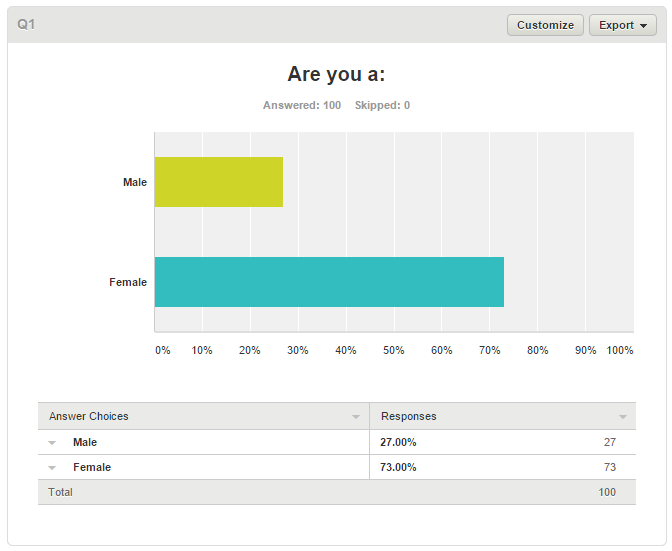 Q1 Customize Export
Are you a:
Answered: 100 Skipped: 0
Male
Female
0% 10% 20% 30% 40% 50% 60% 70% 80% 90% 100%
Answer Choices Responses
Male 27.00% 27
Female 73.00% 73
Total 100